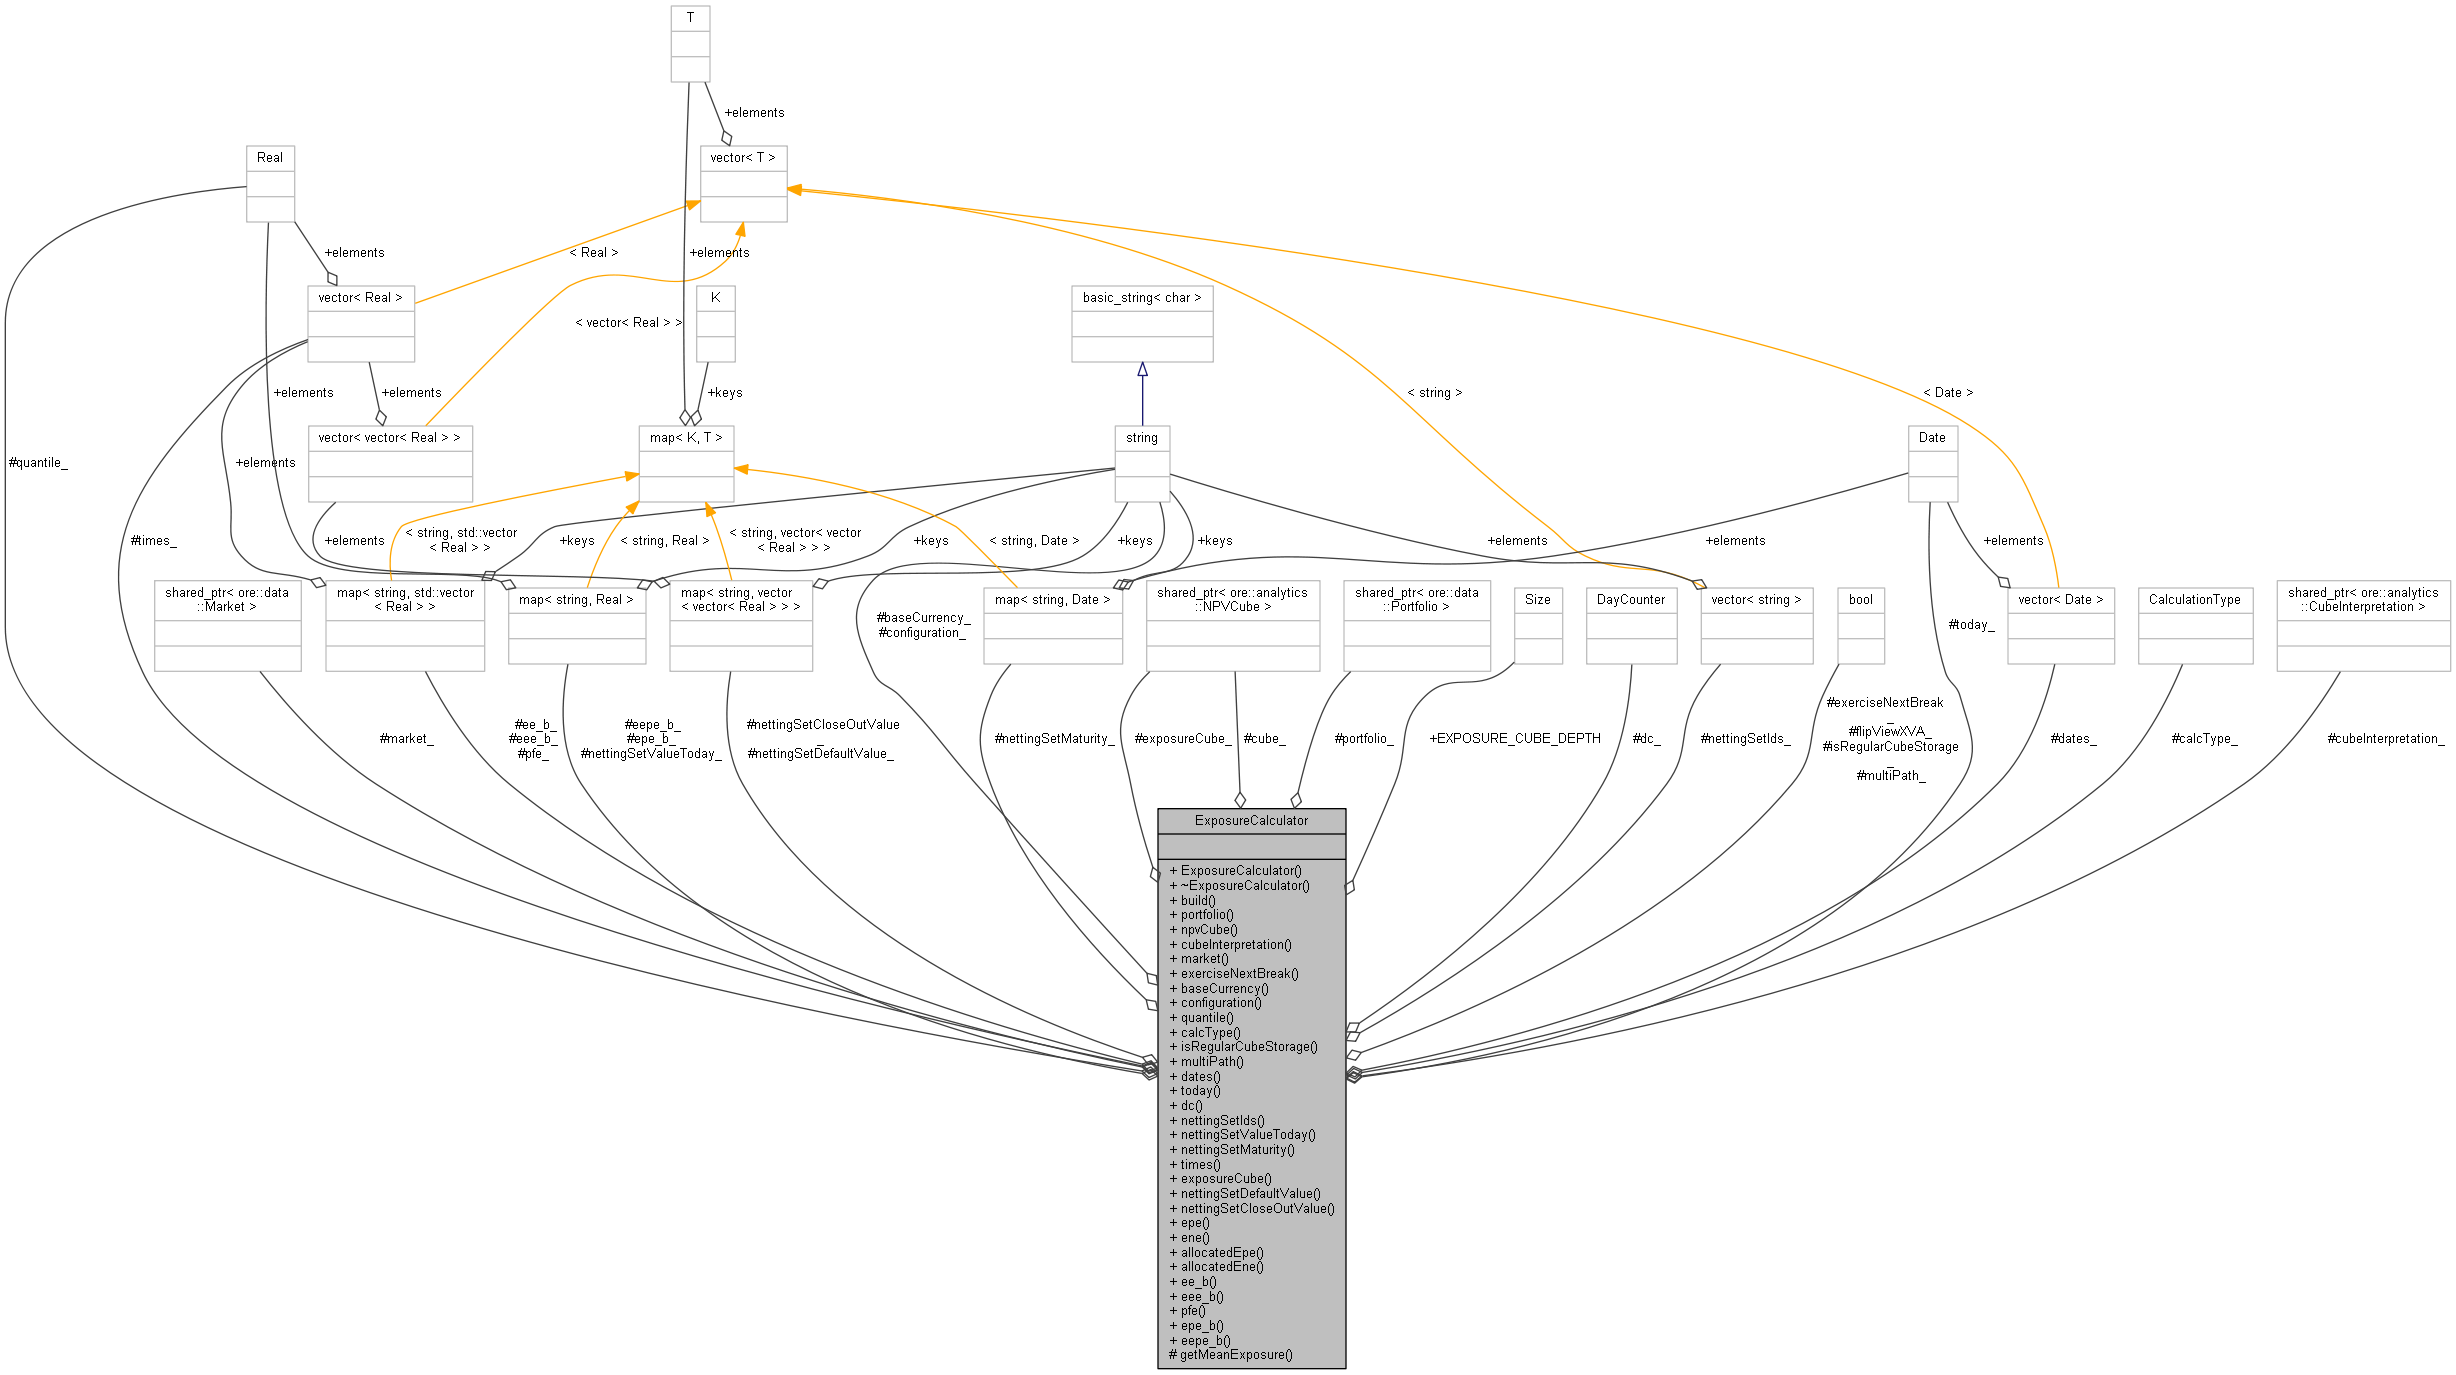 T
+elements
Real
vector< T >
+elements
< Real >
+elements
vector< Real >
K
basic_string< char >
< vector< Real > >
+elements
+elements
+keys
< string >
< Date >
vector< vector< Real > >
map< K, T >
string
Date
#quantile_
+elements
#times_
+elements
< string, std::vector
< Real > >
+keys
< string, Real >
< string, vector< vector
< Real > > >
+keys
< string, Date >
+keys
+keys
+elements
+elements
+elements
shared_ptr< ore::data
::Market >
map< string, std::vector
< Real > >
map< string, Real >
map< string, vector
< vector< Real > > >
#baseCurrency_
#configuration_
map< string, Date >
shared_ptr< ore::analytics
::NPVCube >
shared_ptr< ore::data
::Portfolio >
Size
DayCounter
vector< string >
bool
#today_
vector< Date >
CalculationType
shared_ptr< ore::analytics
::CubeInterpretation >
#market_
#ee_b_
#eee_b_
#pfe_
#eepe_b_
#epe_b_
#nettingSetValueToday_
#nettingSetCloseOutValue
_
#nettingSetDefaultValue_
#nettingSetMaturity_
#exposureCube_
#cube_
#portfolio_
+EXPOSURE_CUBE_DEPTH
#dc_
#nettingSetIds_
#exerciseNextBreak
_
#flipViewXVA_
#isRegularCubeStorage
_
#multiPath_
#dates_
#calcType_
#cubeInterpretation_
ExposureCalculator
+ ExposureCalculator()
+ ~ExposureCalculator()
+ build()
+ portfolio()
+ npvCube()
+ cubeInterpretation()
+ market()
+ exerciseNextBreak()
+ baseCurrency()
+ configuration()
+ quantile()
+ calcType()
+ isRegularCubeStorage()
+ multiPath()
+ dates()
+ today()
+ dc()
+ nettingSetIds()
+ nettingSetValueToday()
+ nettingSetMaturity()
+ times()
+ exposureCube()
+ nettingSetDefaultValue()
+ nettingSetCloseOutValue()
+ epe()
+ ene()
+ allocatedEpe()
+ allocatedEne()
+ ee_b()
+ eee_b()
+ pfe()
+ epe_b()
+ eepe_b()
# getMeanExposure()